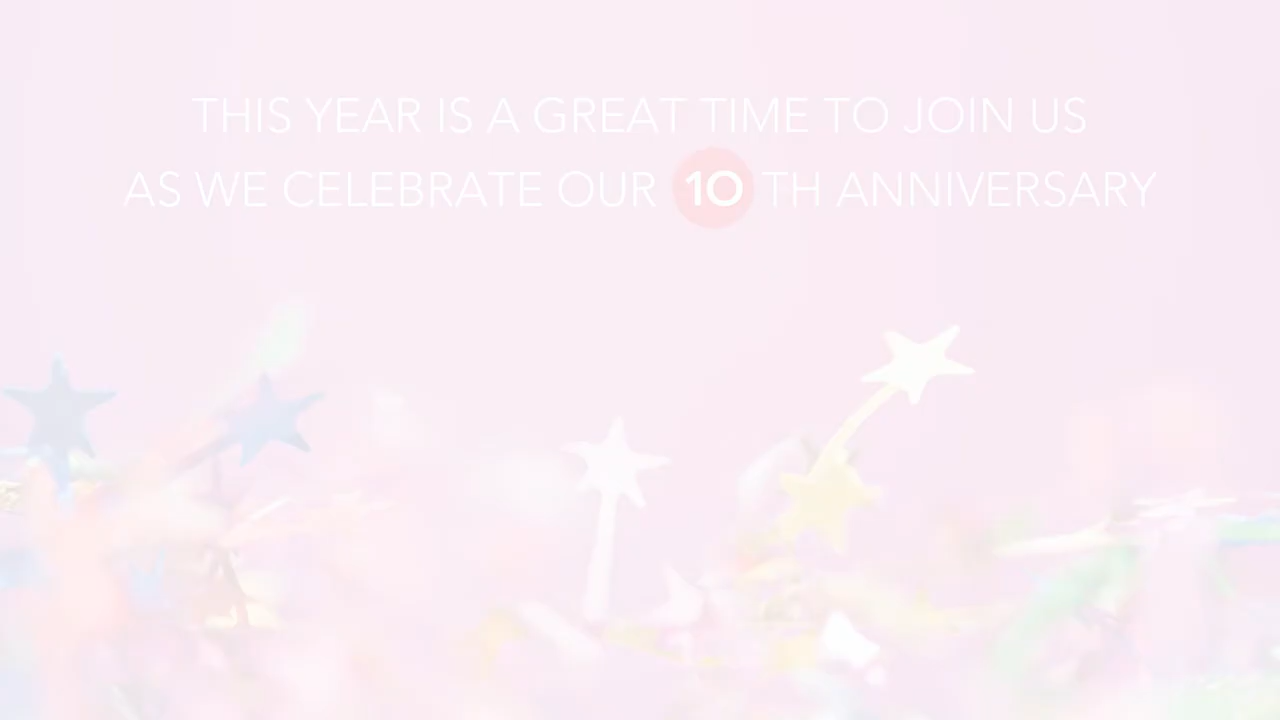 THIS YEAR IS A GREAT TIME TO JOIN US
AS WE CELEBRATE OUR 10 TH ANNIVERSARY